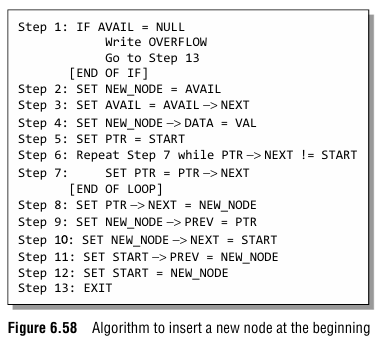 Step 1: IF AVAIL = NULL
Write OVERFLOW
Go to Step 13
[END OF IF]
Step 2: SET NEW_NODE = AVAIL
Step 3: SET AVAIL = AVAIL->NEXT
Step 4: SET NEW_NODE->DATA = VAL
Step 5: SET PTR = START
Step 6: Repeat Step 7 while PTR->NEXT != START
Step 7: SET PTR = PTR->NEXT
[END OF LOOP]
Step 8: SET PTR->NEXT = NEW_NODE
Step 9: SET NEW_NODE->PREV = PTR
Step 10: SET NEW_NODE->NEXT = START
Step 11: SET START->PREV = NEW_NODE
Step 12: SET START = NEW_NODE
Step 13: EXIT
Figure 6.58 Algorithm to insert a new node at the beginning